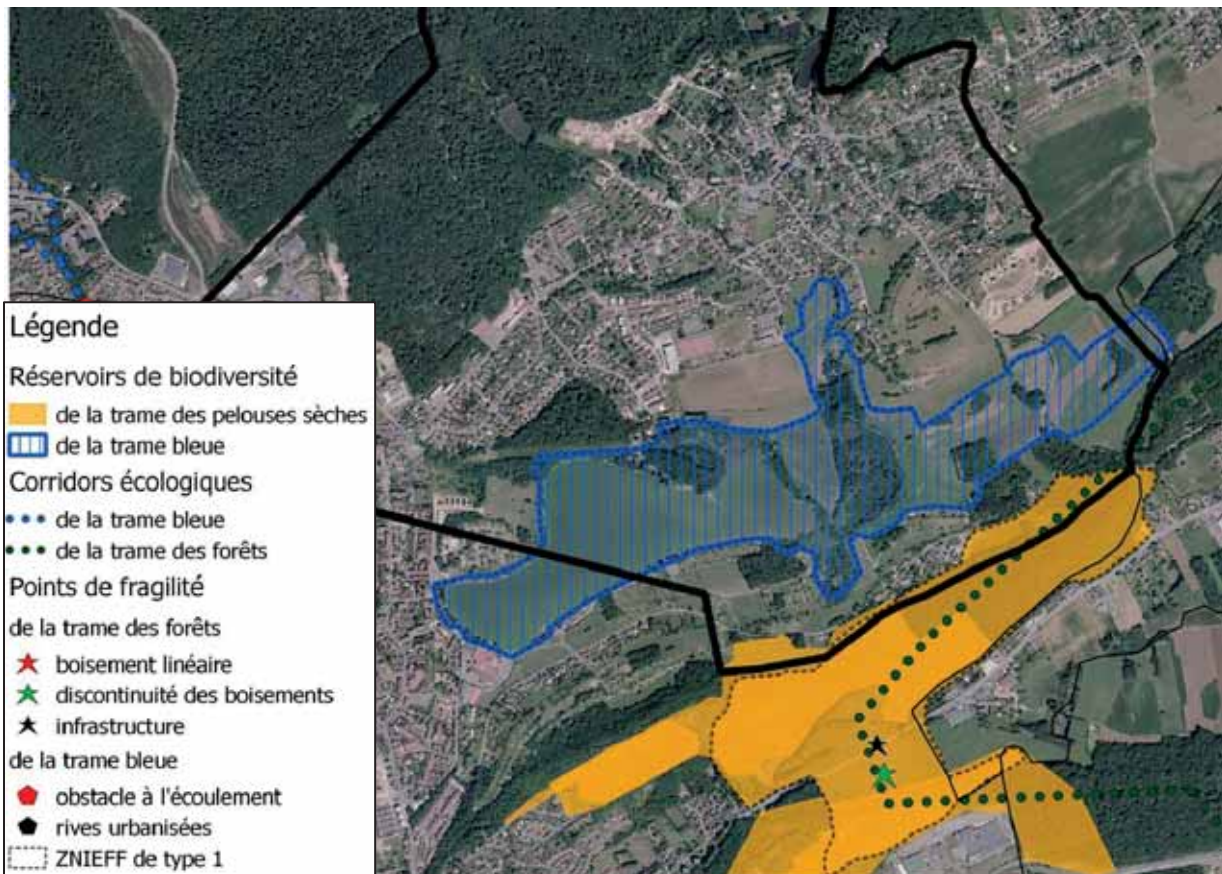 Légende
Réservoirs de biodiversité
de la trame des pelouses sèches
de la trame bleue
Corridors écologiques
de la trame bleue
de la trame des forêts
Points de fragilité
de la trame des forêts
boisement linéaire
discontinuité des boisements
infrastructure
de la trame bleue
obstacle à l'écoulement
rives urbanisées
ZNIEFF de type 1